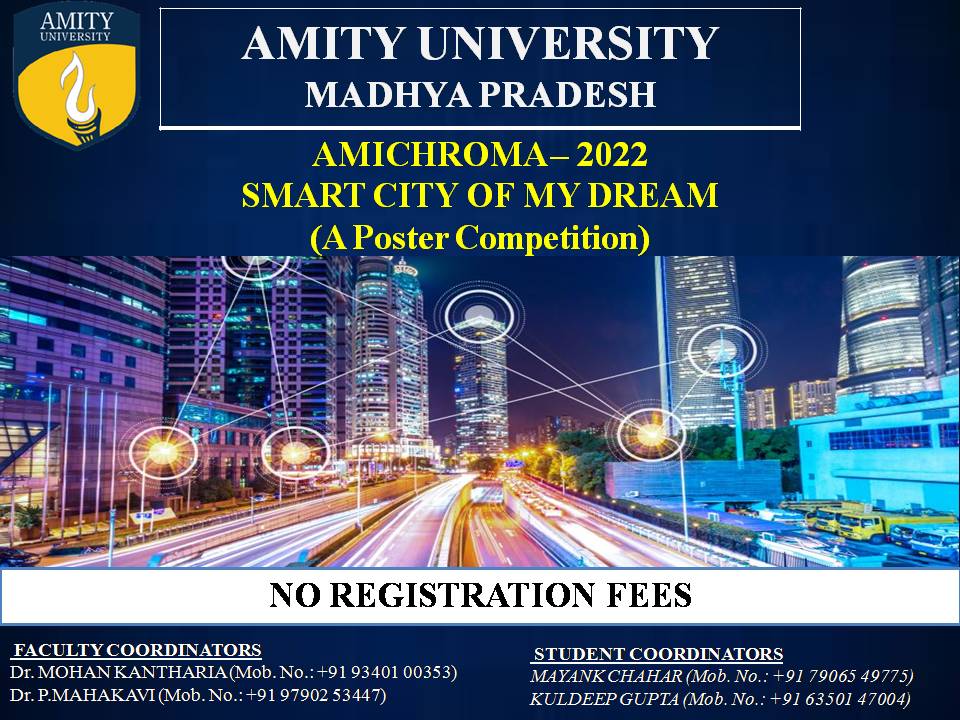 AMITY
UNIVERSITY
AMITY UNIVERSITY
MADHYA PRADESH
AMICHROMA– 2022
SMART CITY OF MY DREAM
(A Poster Competition)
NO REGISTRATION FEES
FACULTY COORDINATORS
Dr. MOHAN KANTHARIA (Mob. No.: +91 93401 00353)
Dr. P.MAHAKAVI (Mob. No.: +91 97902 53447)
STUDENT COORDINATORS
MAYANK CHAHAR (Mob. No.: +91 79065 49775)
KULDEEP GUPTA (Mob. No.: +91 63501 47004)